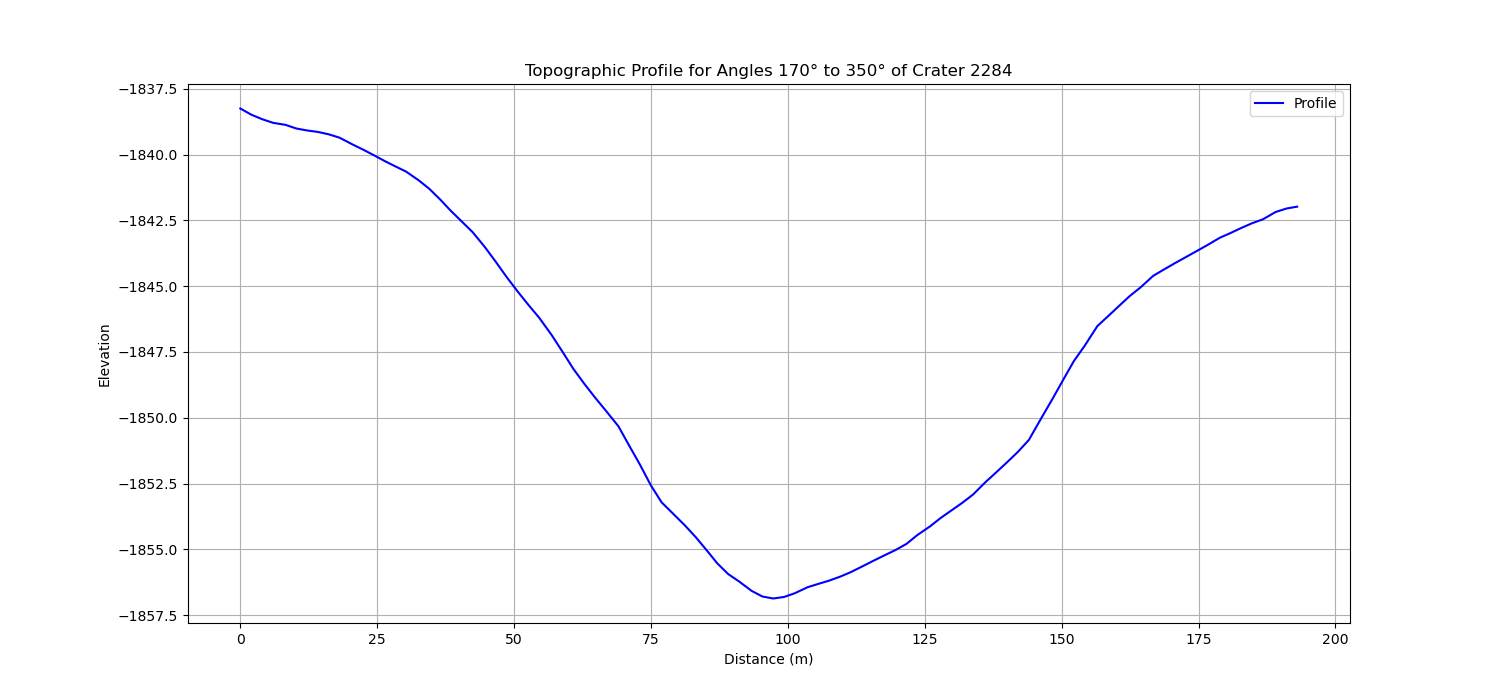 Topographic Profile for Angles 170° to 350° of Crater 2284
Profile
−1837.5
−1840.0
−1842.5
−1845.0
−1847.5
−1850.0
−1852.5
−1855.0
−1857.5
Elevation
0 25 50 75 100 125 150 175 200
Distance (m)